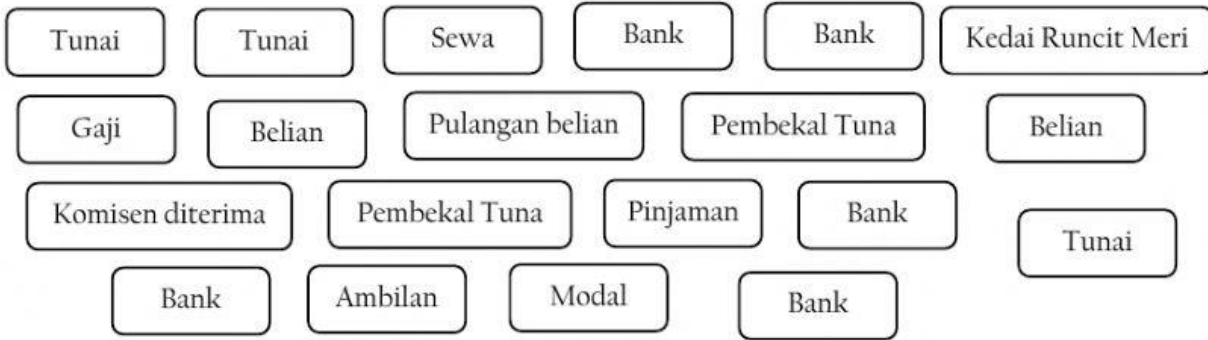 Tunai Tunai Sewa Bank Bank Kedai Runcit Meri
Gaji Belian Pulangan belian Pembekal Tuna Belian
Komisen diterima Pembekal Tuna Pinjaman Bank Tunai
Bank Ambilan Modal Bank